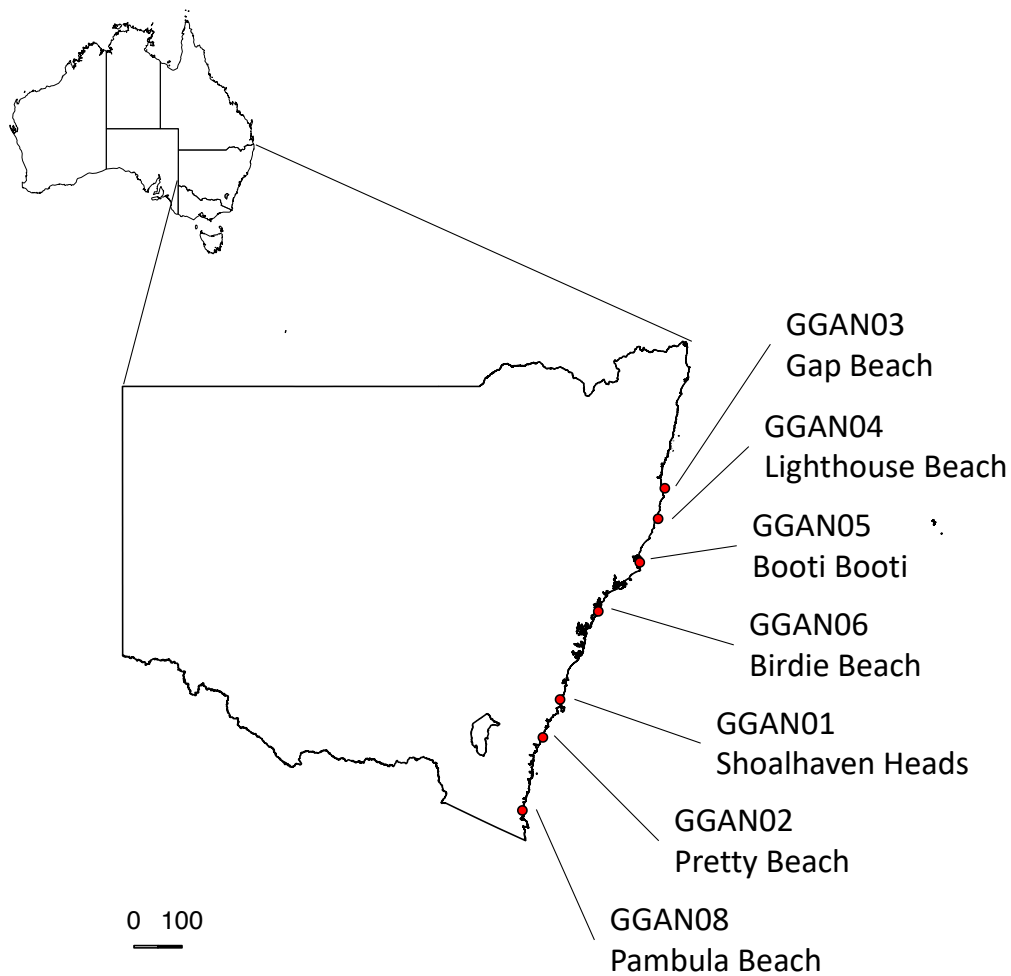 GGAN03
Gap Beach
GGAN04
Lighthouse Beach
GGAN05
Booti Booti
GGAN06
Birdie Beach
GGAN01
Shoalhaven Heads
GGAN02
Pretty Beach
GGAN08
Pambula Beach
0 100